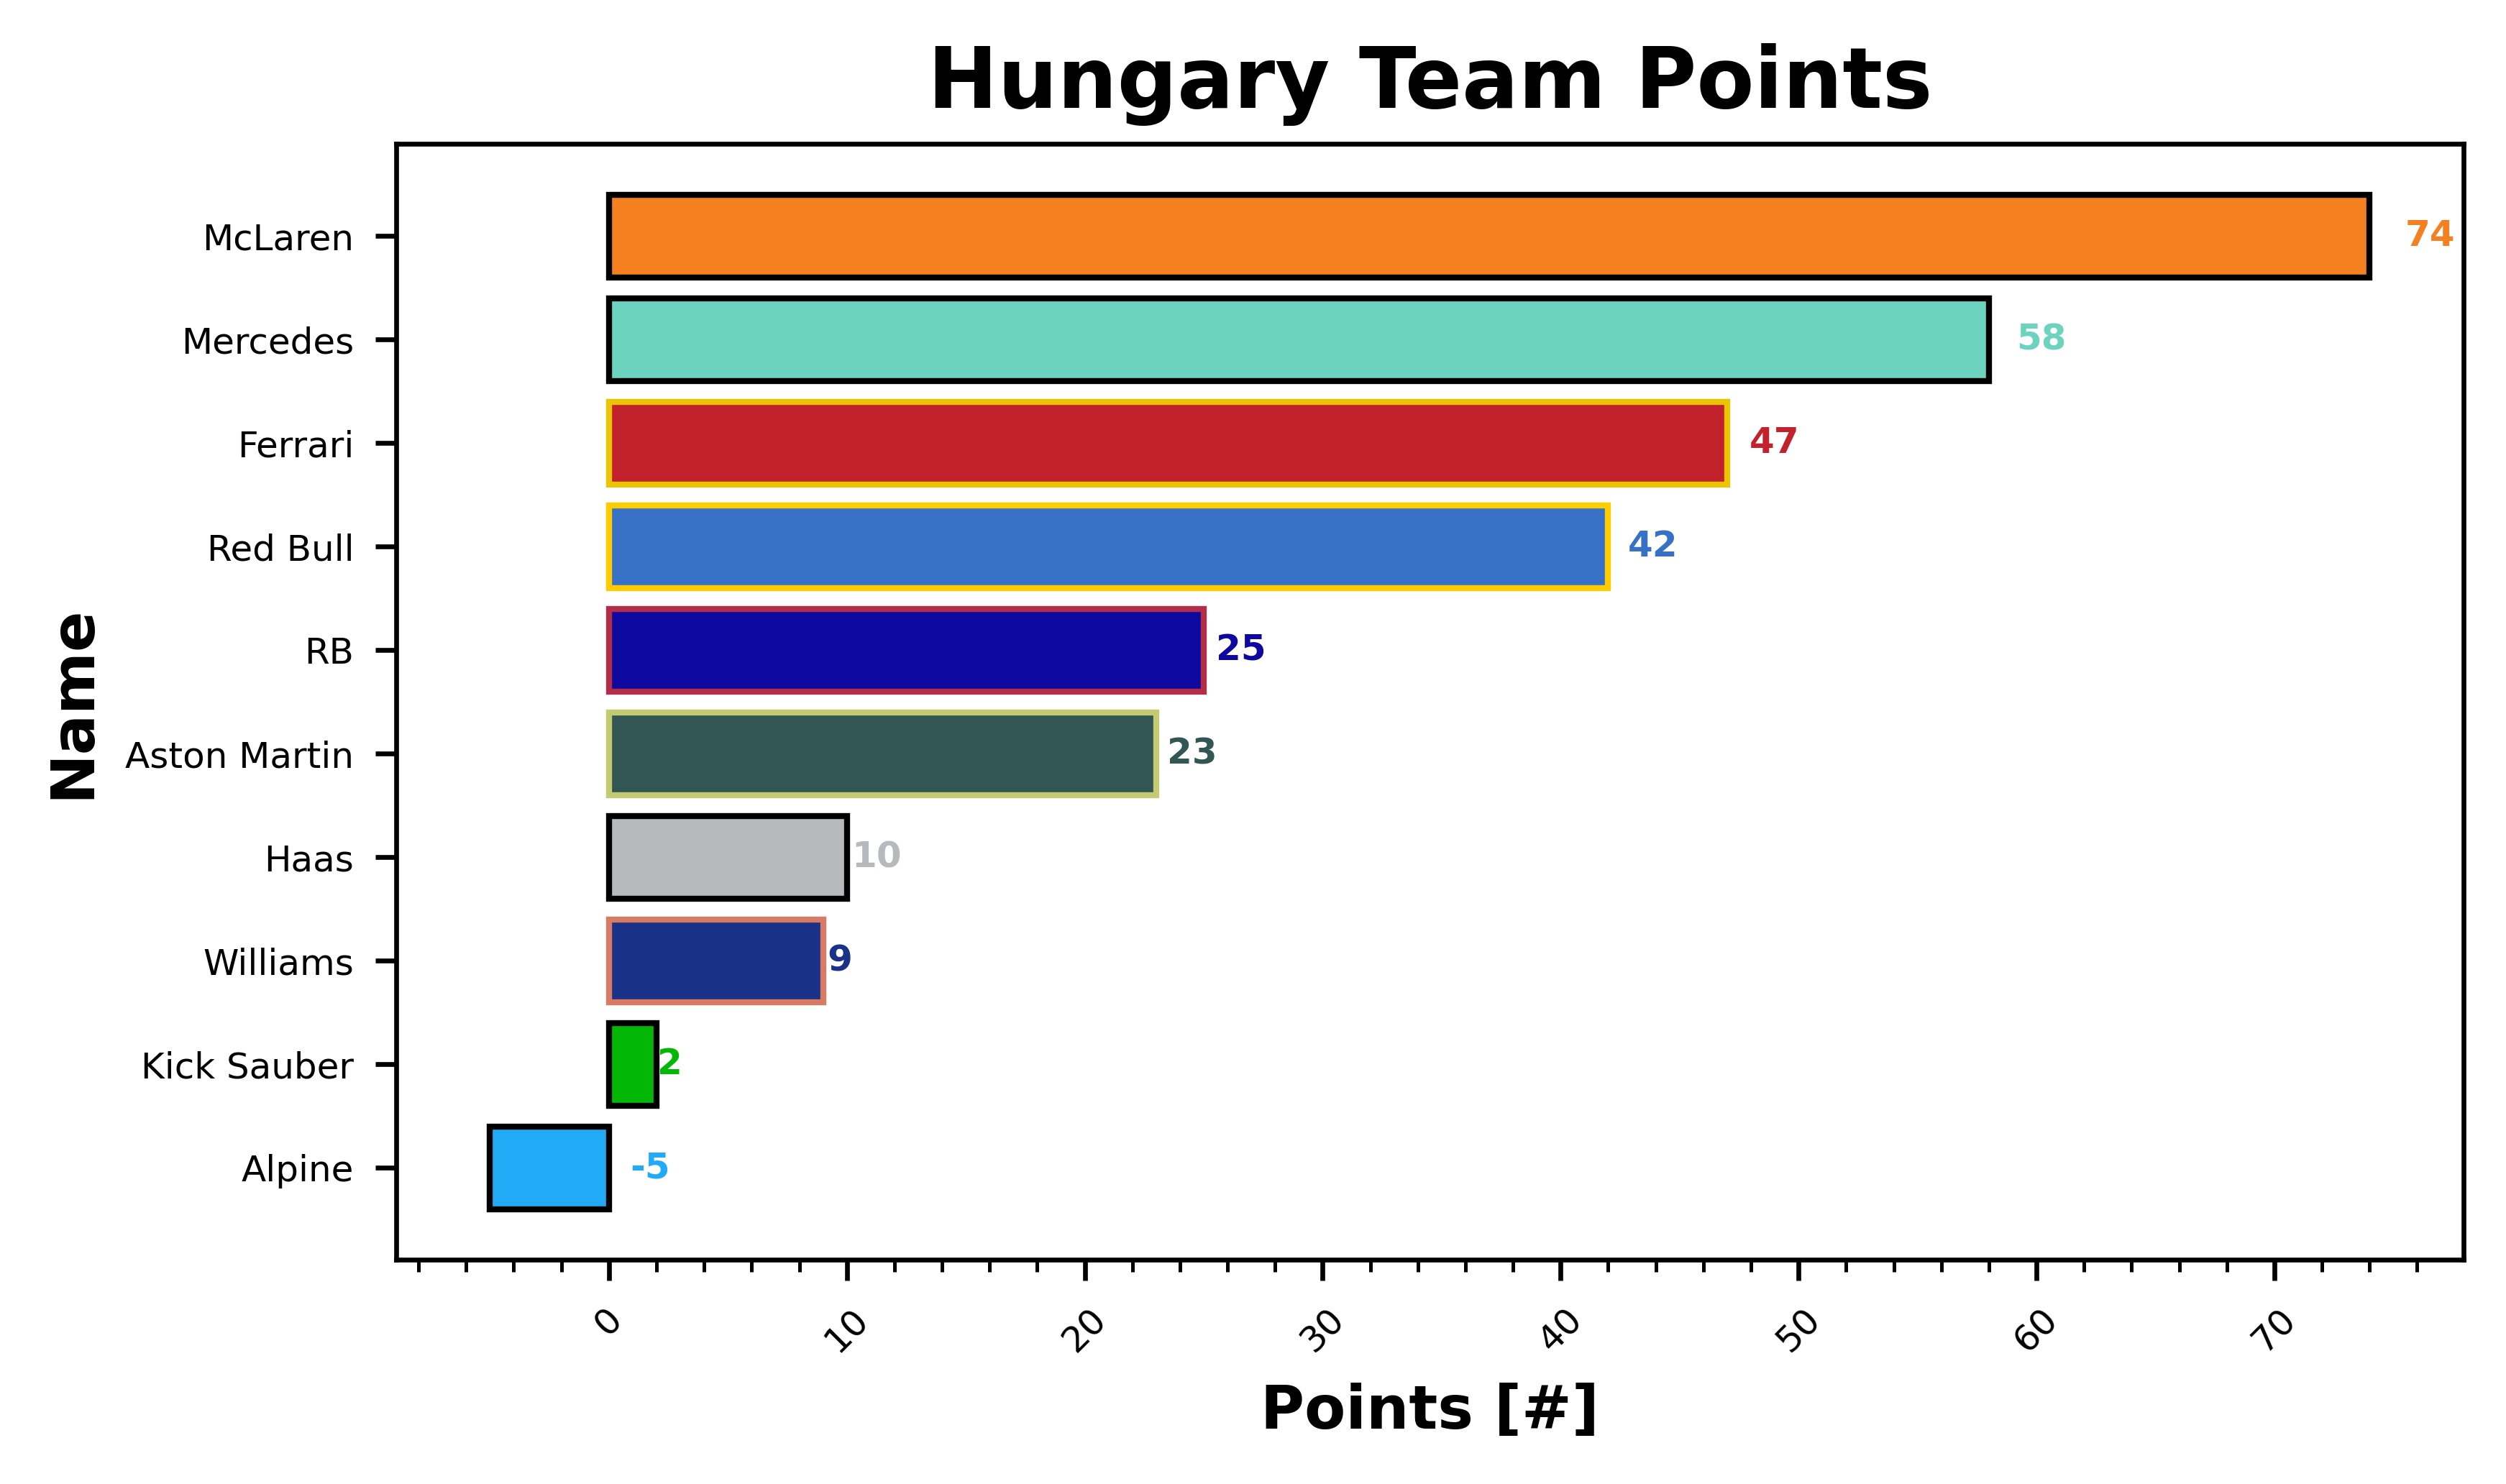 Hungary Team Points
Name
McLaren 74
Mercedes 58
Ferrari 47
Red Bull 42
RB 25
Aston Martin 23
Haas 10
Williams 9
Kick Sauber 2
Alpine -5
0 10 20 30 40 50 60 70
Points [#]